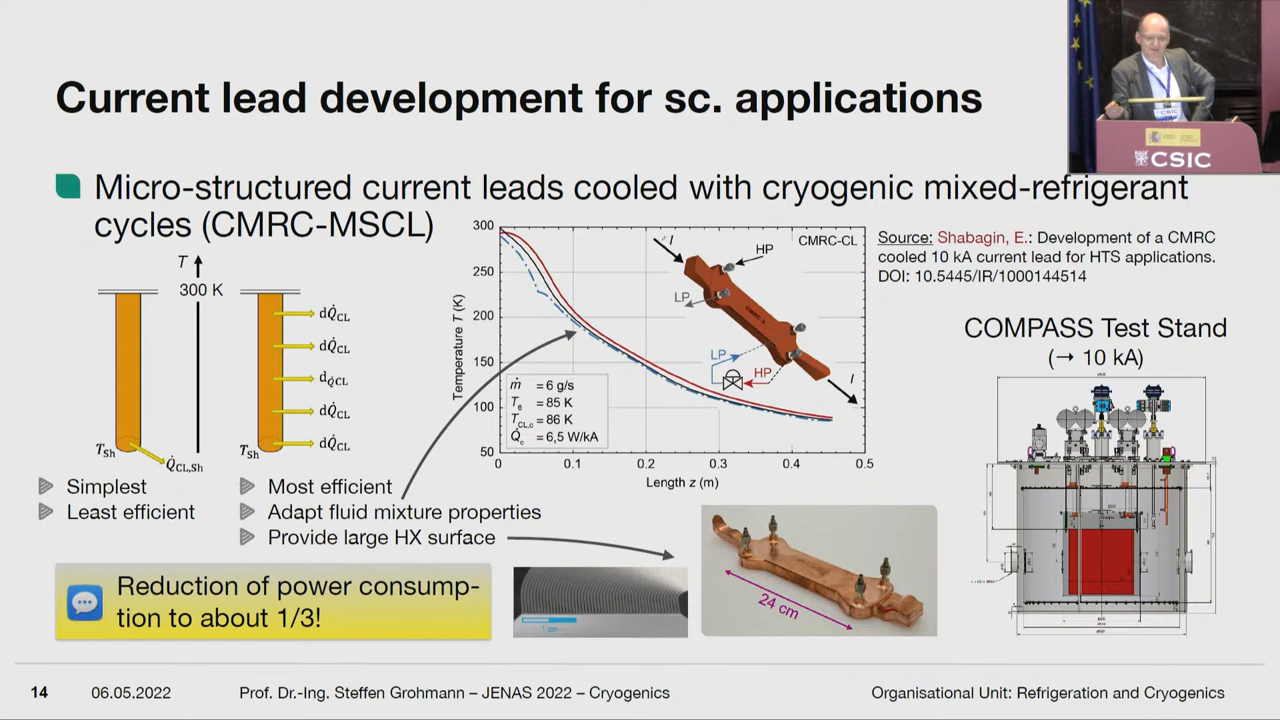 Current lead development for sc. applications
CSIC
CSIC
Micro-structured current leads cooled with cryogenic mixed-refrigerant
cycles (CMRC-MSCL)
T
300 K
dQ̇CL
dQ̇CL
dQ̇CL
dQ̇CL
dQ̇CL
TSh
Q̇CL,Sh
TSh
Simplest
Least efficient
Most efficient
Adapt fluid mixture properties
Provide large HX surface
Reduction of power consump-
tion to about 1/3!
300
250
200
150
100
50
Temperature T (K)
0
0.1
0.2
0.3
0.4
0.5
Length z (m)
CMRC-CL
I
HP
LP
LP
HP
I
ṁ = 6 g/s
T6 = 85 K
TCL,c = 86 K
Q̇c = 6,5 W/kA
Source: Shabagin, E.: Development of a CMRC
cooled 10 kA current lead for HTS applications.
DOI: 10.5445/IR/1000144514
COMPASS Test Stand
(→ 10 kA)
1 cm
24 cm
14
06.05.2022
Prof. Dr.-Ing. Steffen Grohmann – JENAS 2022 – Cryogenics
Organisational Unit: Refrigeration and Cryogenics